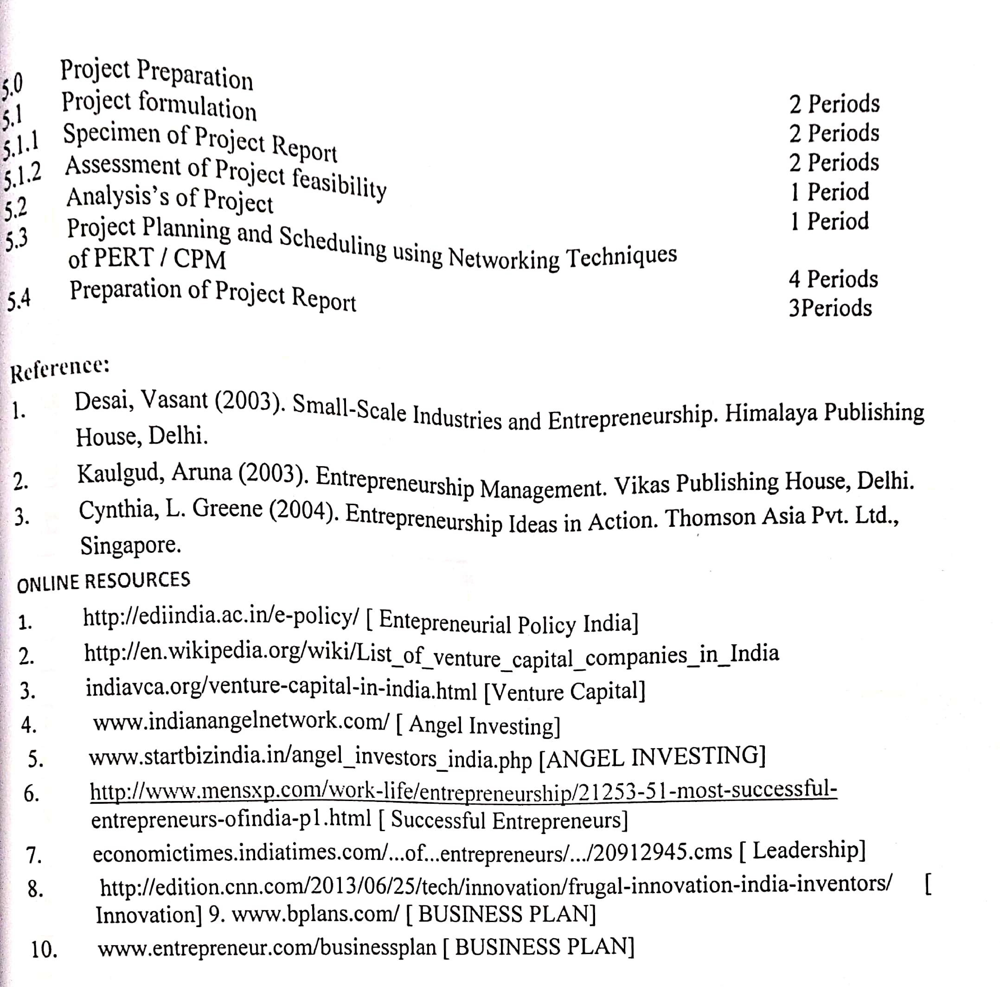 5.0 Project Preparation
5.1 Project formulation 2 Periods
5.1.1 Specimen of Project Report 2 Periods
5.1.2 Assessment of Project feasibility 2 Periods
5.2 Analysis's of Project 1 Period
5.3 Project Planning and Scheduling using Networking Techniques 1 Period
of PERT / CPM 4 Periods
5.4 Preparation of Project Report 3Periods
Reference:
1. Desai, Vasant (2003). Small-Scale Industries and Entrepreneurship. Himalaya Publishing
House, Delhi.
2. Kaulgud, Aruna (2003). Entrepreneurship Management. Vikas Publishing House, Delhi.
3. Cynthia, L. Greene (2004). Entrepreneurship Ideas in Action. Thomson Asia Pvt. Ltd.,
Singapore.
ONLINE RESOURCES
1. http://ediindia.ac.in/e-policy/ [ Entepreneurial Policy India]
2. http://en.wikipedia.org/wiki/List_of_venture_capital_companies_in_India
3. indiavca.org/venture-capital-in-india.html [Venture Capital]
4. www.indianangelnetwork.com/ [ Angel Investing]
5. www.startbizindia.in/angel_investors_india.php [ANGEL INVESTING]
6. http://www.mensxp.com/work-life/entrepreneurship/21253-51-most-successful-
entrepreneurs-ofindia-p1.html [ Successful Entrepreneurs]
7. economictimes.indiatimes.com/...of...entrepreneurs/.../20912945.cms [ Leadership]
8. http://edition.cnn.com/2013/06/25/tech/innovation/frugal-innovation-india-inventors/ [
Innovation] 9. www.bplans.com/ [ BUSINESS PLAN]
10. www.entrepreneur.com/businessplan [ BUSINESS PLAN]